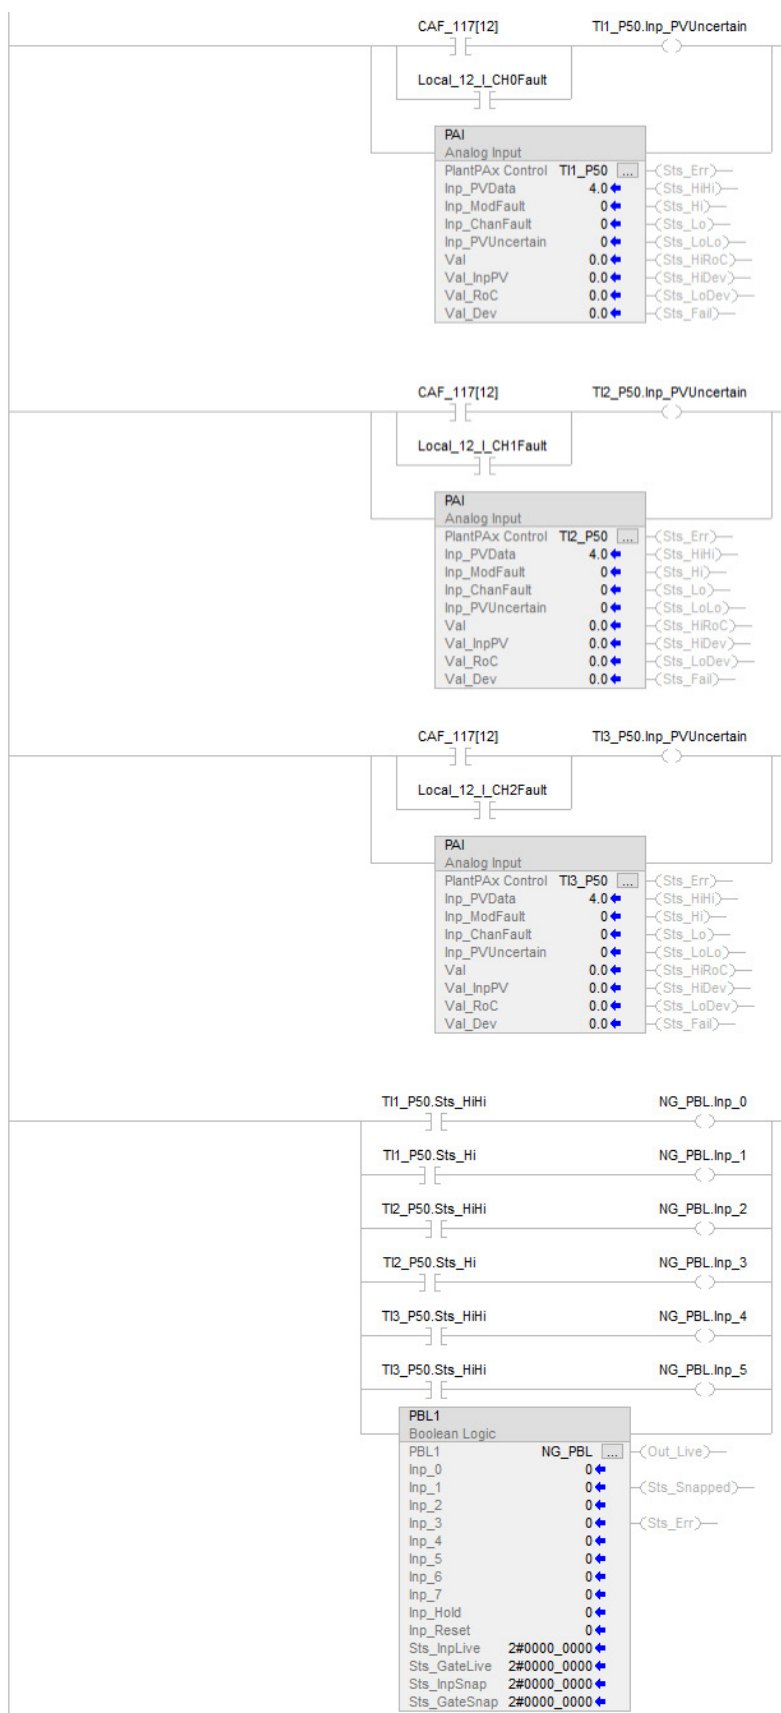 CAF_117[12] TI1_P50.Inp_PVUncertain
Local_12_I_CH0Fault
PAI
Analog Input
PlantPAx Control TI1_P50 ... (Sts_Err)
Inp_PVData 4.0 (Sts_HiHi)
Inp_ModFault 0 (Sts_Hi)
Inp_ChanFault 0 (Sts_Lo)
Inp_PVUncertain 0 (Sts_LoLo)
Val 0.0 (Sts_HiRoC)
Val_InpPV 0.0 (Sts_HiDev)
Val_RoC 0.0 (Sts_LoDev)
Val_Dev 0.0 (Sts_Fail)
CAF_117[12] TI2_P50.Inp_PVUncertain
Local_12_I_CH1Fault
PAI
Analog Input
PlantPAx Control TI2_P50 ... (Sts_Err)
Inp_PVData 4.0 (Sts_HiHi)
Inp_ModFault 0 (Sts_Hi)
Inp_ChanFault 0 (Sts_Lo)
Inp_PVUncertain 0 (Sts_LoLo)
Val 0.0 (Sts_HiRoC)
Val_InpPV 0.0 (Sts_HiDev)
Val_RoC 0.0 (Sts_LoDev)
Val_Dev 0.0 (Sts_Fail)
CAF_117[12] TI3_P50.Inp_PVUncertain
Local_12_I_CH2Fault
PAI
Analog Input
PlantPAx Control TI3_P50 ... (Sts_Err)
Inp_PVData 4.0 (Sts_HiHi)
Inp_ModFault 0 (Sts_Hi)
Inp_ChanFault 0 (Sts_Lo)
Inp_PVUncertain 0 (Sts_LoLo)
Val 0.0 (Sts_HiRoC)
Val_InpPV 0.0 (Sts_HiDev)
Val_RoC 0.0 (Sts_LoDev)
Val_Dev 0.0 (Sts_Fail)
TI1_P50.Sts_HiHi NG_PBL.Inp_0
TI1_P50.Sts_Hi NG_PBL.Inp_1
TI2_P50.Sts_HiHi NG_PBL.Inp_2
TI2_P50.Sts_Hi NG_PBL.Inp_3
TI3_P50.Sts_HiHi NG_PBL.Inp_4
TI3_P50.Sts_HiHi NG_PBL.Inp_5
PBL1
Boolean Logic
PBL1 NG_PBL ... (Out_Live)
Inp_0 0
Inp_1 0 (Sts_Snapped)
Inp_2 0
Inp_3 0 (Sts_Err)
Inp_4 0
Inp_5 0
Inp_6 0
Inp_7 0
Inp_Hold 0
Inp_Reset 0
Sts_InpLive 2#0000_0000
Sts_GateLive 2#0000_0000
Sts_InpSnap 2#0000_0000
Sts_GateSnap 2#0000_0000